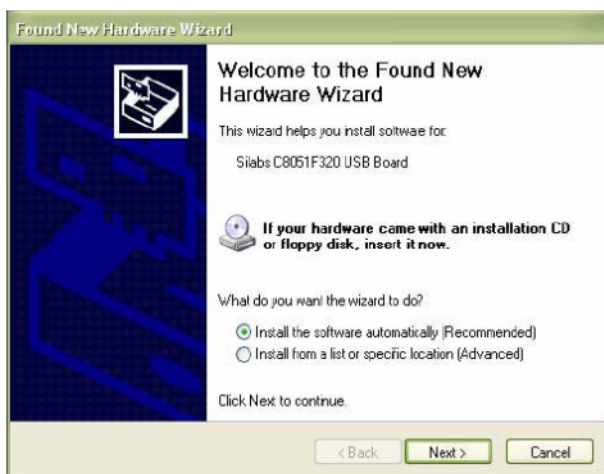 Found New Hardware Wizard
Welcome to the Found New
Hardware Wizard
This wizard helps you install software for:
Silabs C8051F320 USB Board
If your hardware came with an installation CD
or floppy disk, insert it now.
What do you want the wizard to do?
Install the software automatically (Recommended)
Install from a list or specific location (Advanced)
Click Next to continue.
< Back
Next >
Cancel